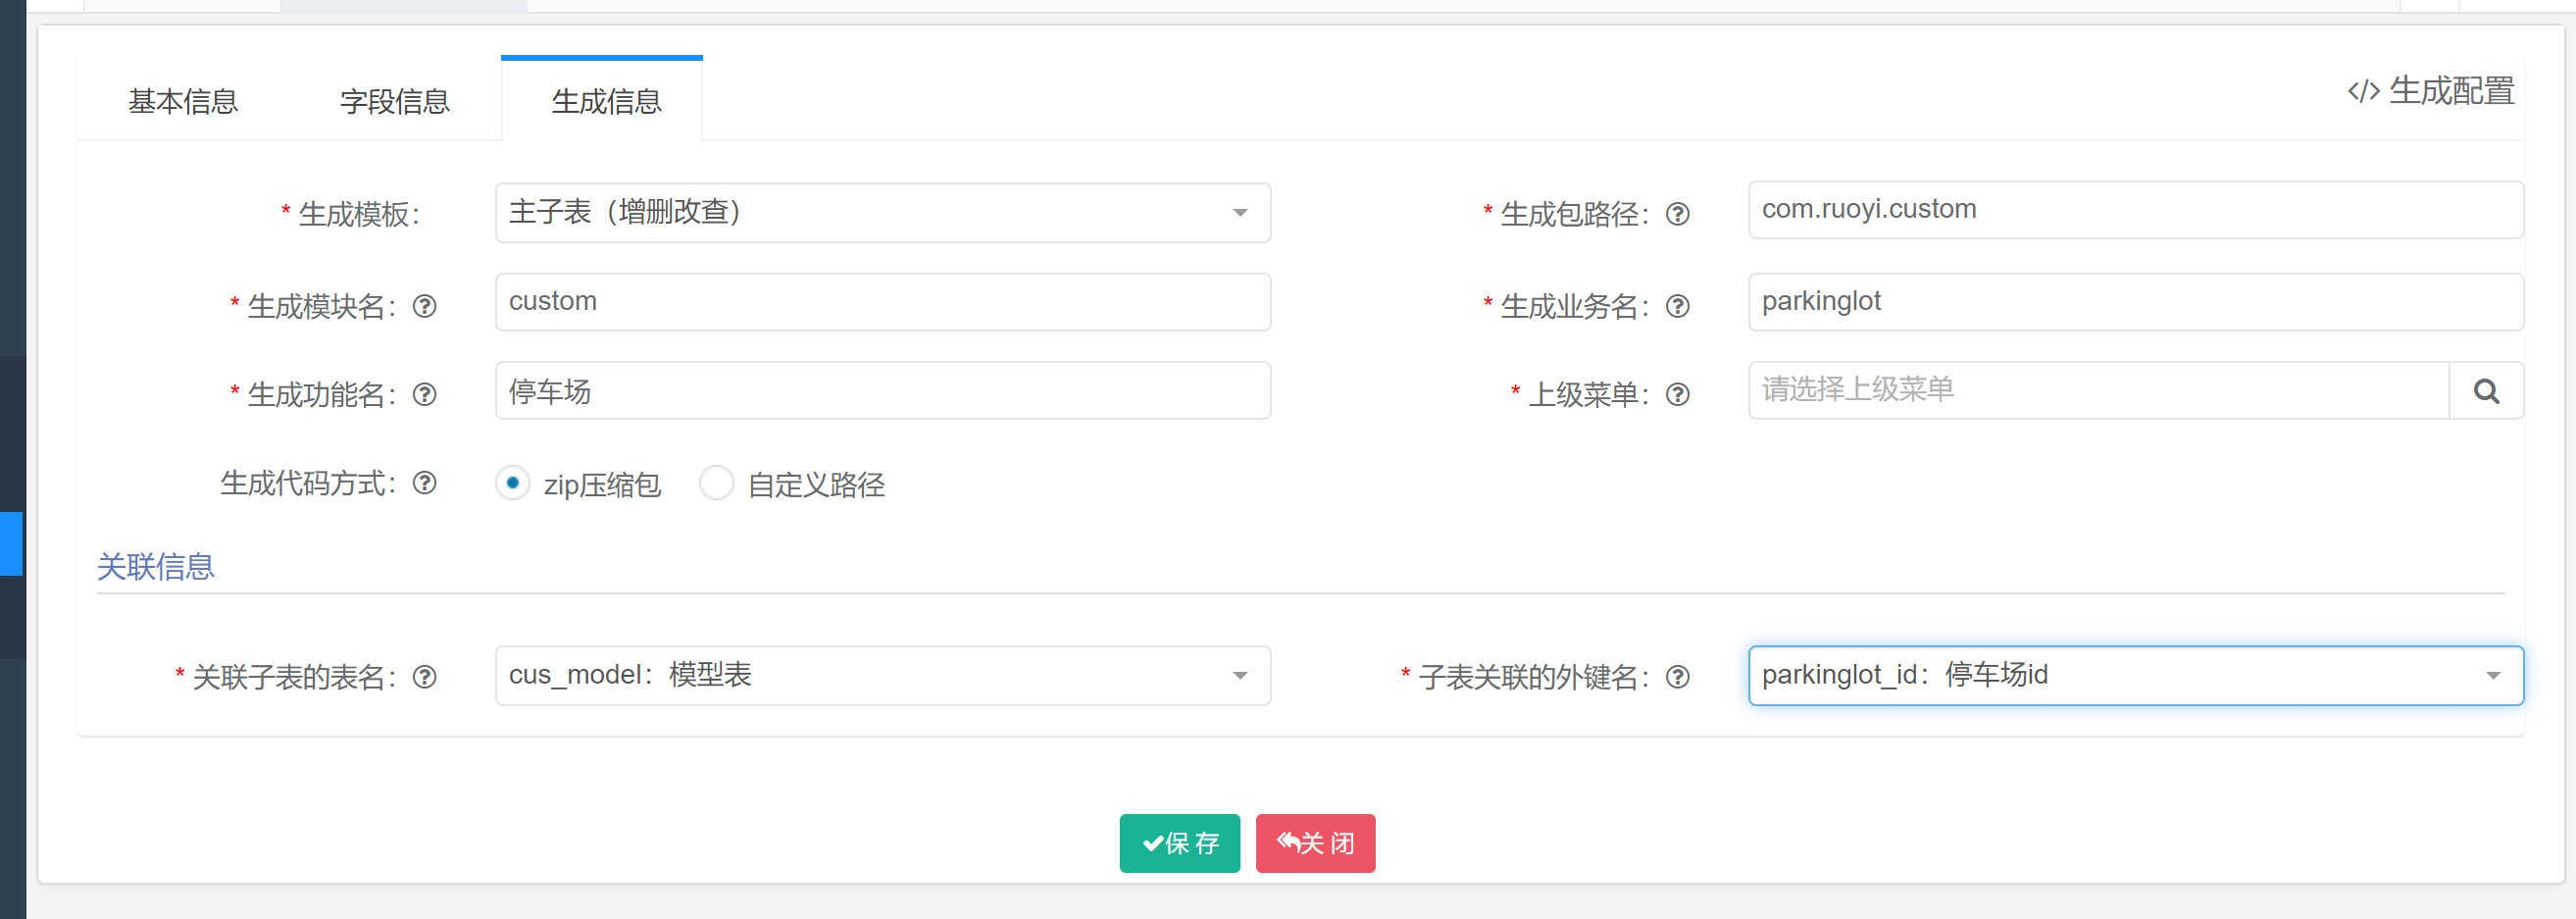 基本信息 字段信息 生成信息 </> 生成配置
* 生成模板： 主子表（增删改查） * 生成包路径： com.ruoyi.custom
* 生成模块名： custom * 生成业务名： parkinglot
* 生成功能名： 停车场 * 上级菜单： 请选择上级菜单
生成代码方式： zip压缩包 自定义路径
关联信息
* 关联子表的表名： cus_model：模型表 * 子表关联的外键名： parkinglot_id：停车场id
保 存 关 闭